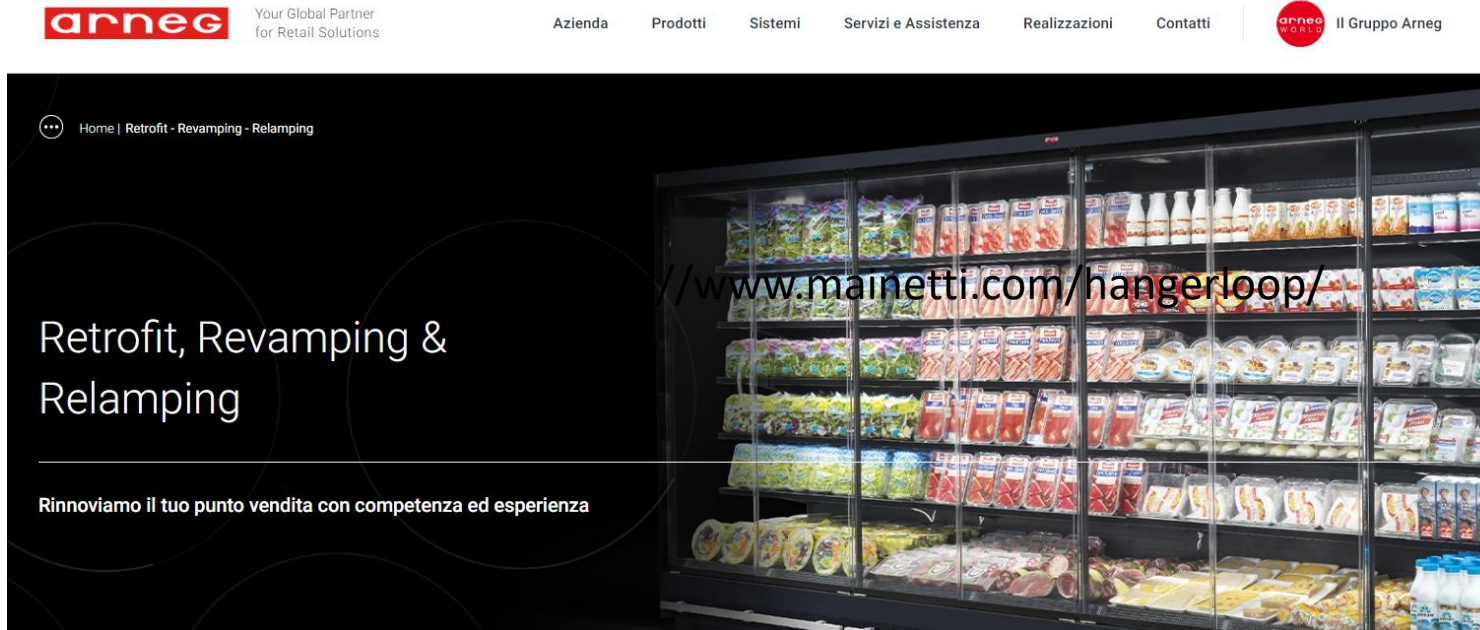 arneg
Your Global Partner
for Retail Solutions
Azienda Prodotti Sistemi Servizi e Assistenza Realizzazioni Contatti
arneg
WORLD
Il Gruppo Arneg
Home | Retrofit - Revamping - Relamping
//www.mainetti.com/hangerloop/
Retrofit, Revamping &
Relamping
Rinnoviamo il tuo punto vendita con competenza ed esperienza